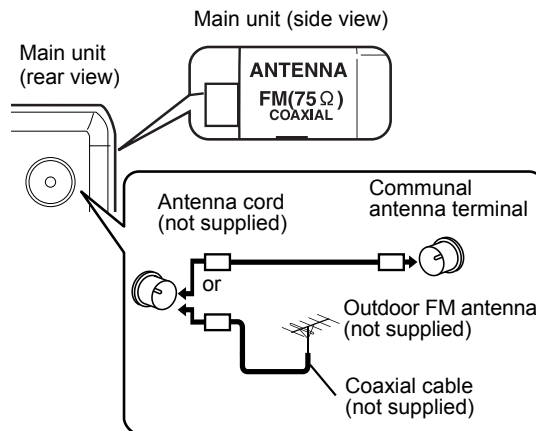 Main unit (side view)
Main unit
(rear view)
ANTENNA
FM(75 Ω)
COAXIAL
Antenna cord
(not supplied)
Communal
antenna terminal
or
Outdoor FM antenna
(not supplied)
Coaxial cable
(not supplied)